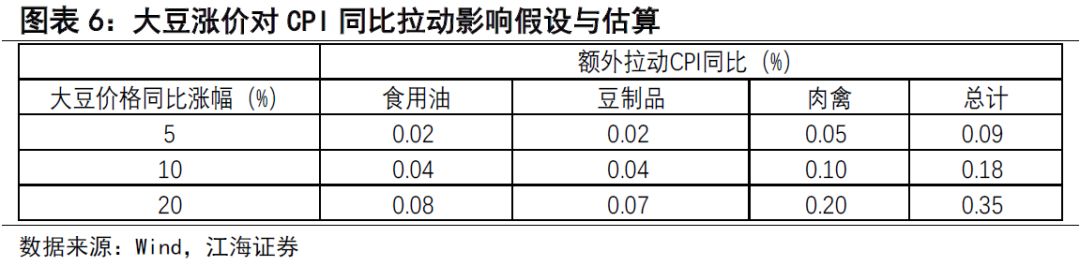 图表 6：大豆涨价对 CPI 同比拉动影响假设与估算
额外拉动CPI同比（%）
大豆价格同比涨幅（%） 食用油 豆制品 肉禽 总计
5 0.02 0.02 0.05 0.09
10 0.04 0.04 0.10 0.18
20 0.08 0.07 0.20 0.35
数据来源：Wind，江海证券